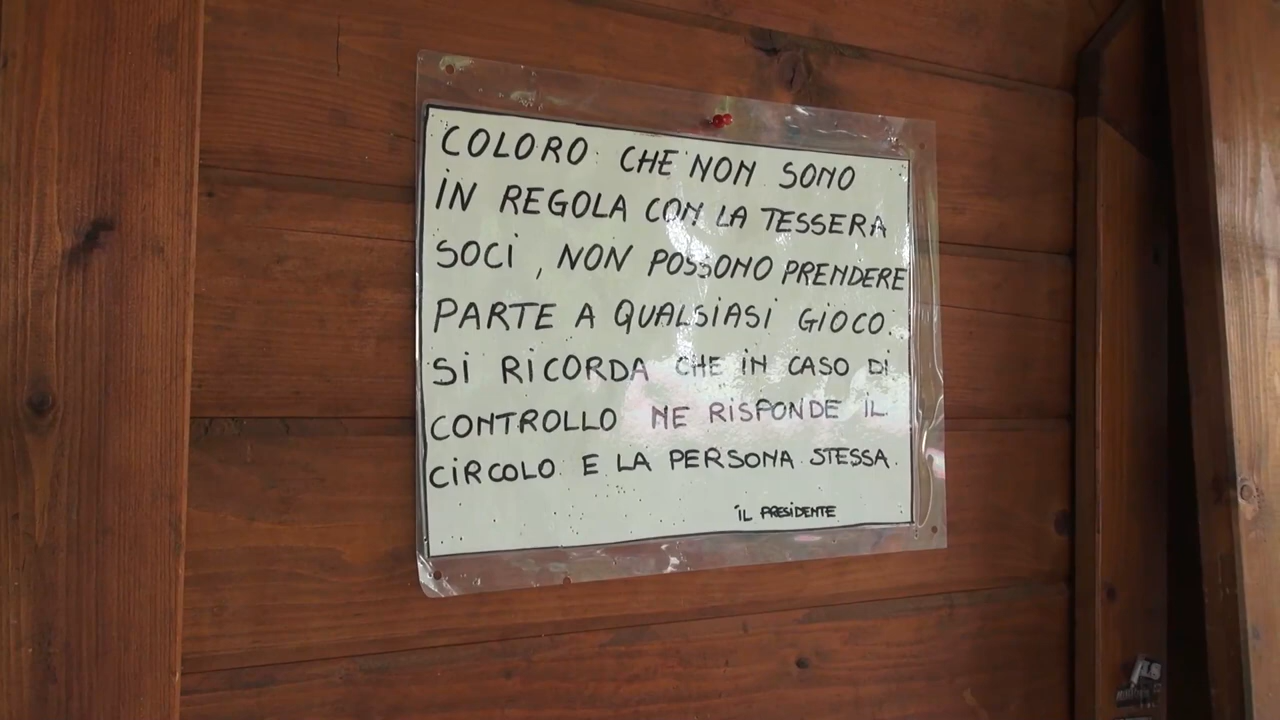 COLORO CHE NON SONO
IN REGOLA CON LA TESSERA
SOCI, NON POSSONO PRENDERE
PARTE A QUALSIASI GIOCO.
SI RICORDA CHE IN CASO DI
CONTROLLO NE RISPONDE IL
CIRCOLO E LA PERSONA STESSA.
IL PRESIDENTE